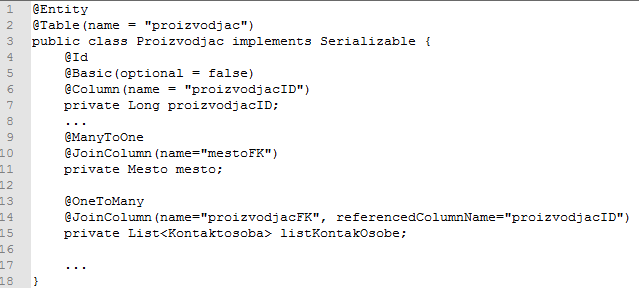 1 @Entity
2 @Table(name = "proizvodjac")
3 public class Proizvodjac implements Serializable {
4     @Id
5     @Basic(optional = false)
6     @Column(name = "proizvodjacID")
7     private Long proizvodjacID;
8     ...
9     @ManyToOne
10     @JoinColumn(name="mestoFK")
11     private Mesto mesto;
12
13     @OneToMany
14     @JoinColumn(name="proizvodjacFK", referencedColumnName="proizvodjacID")
15     private List<Kontaktosoba> listKontakOsobe;
16
17     ...
18 }